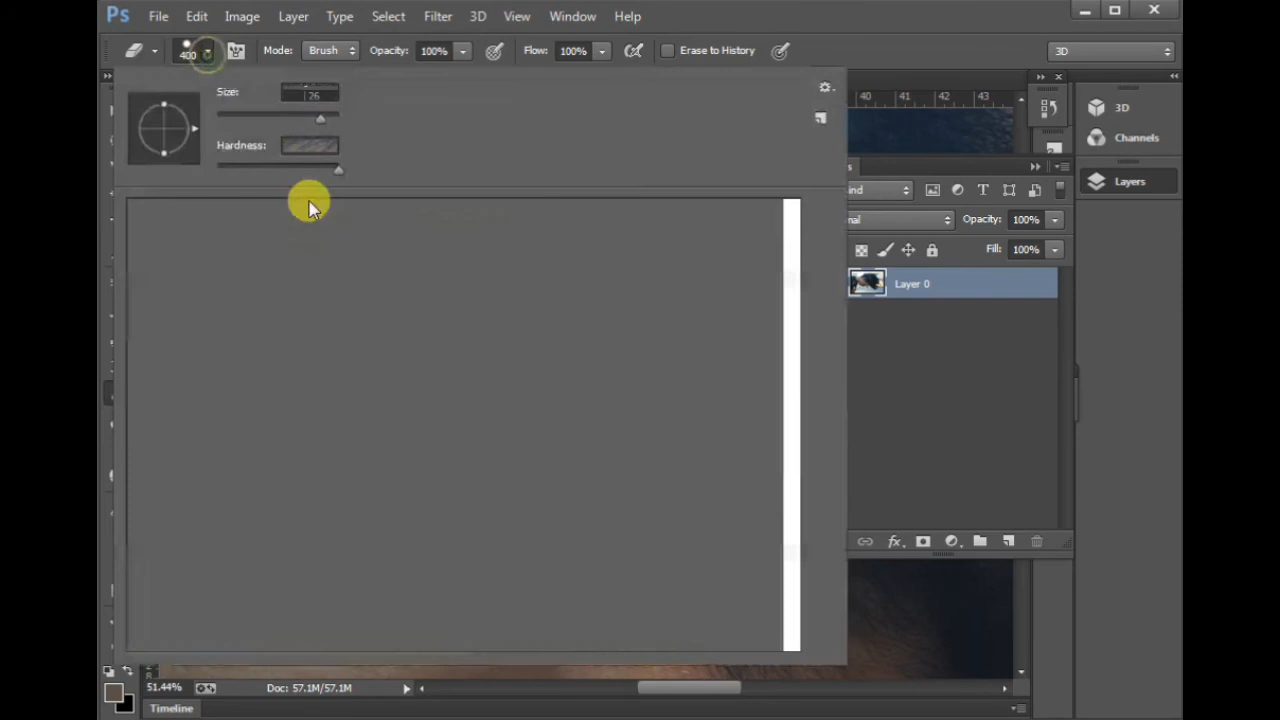 Ps File Edit Image Layer Type Select Filter 3D View Window Help
400 Mode: Brush Opacity: 100% Flow: 100% Erase to History 3D
Size: 26
Hardness:
40 41 42 43
3D
Channels
Layers
Opacity: 100%
Fill: 100%
Layer 0
fx
51.44% Doc: 57.1M/57.1M
Timeline